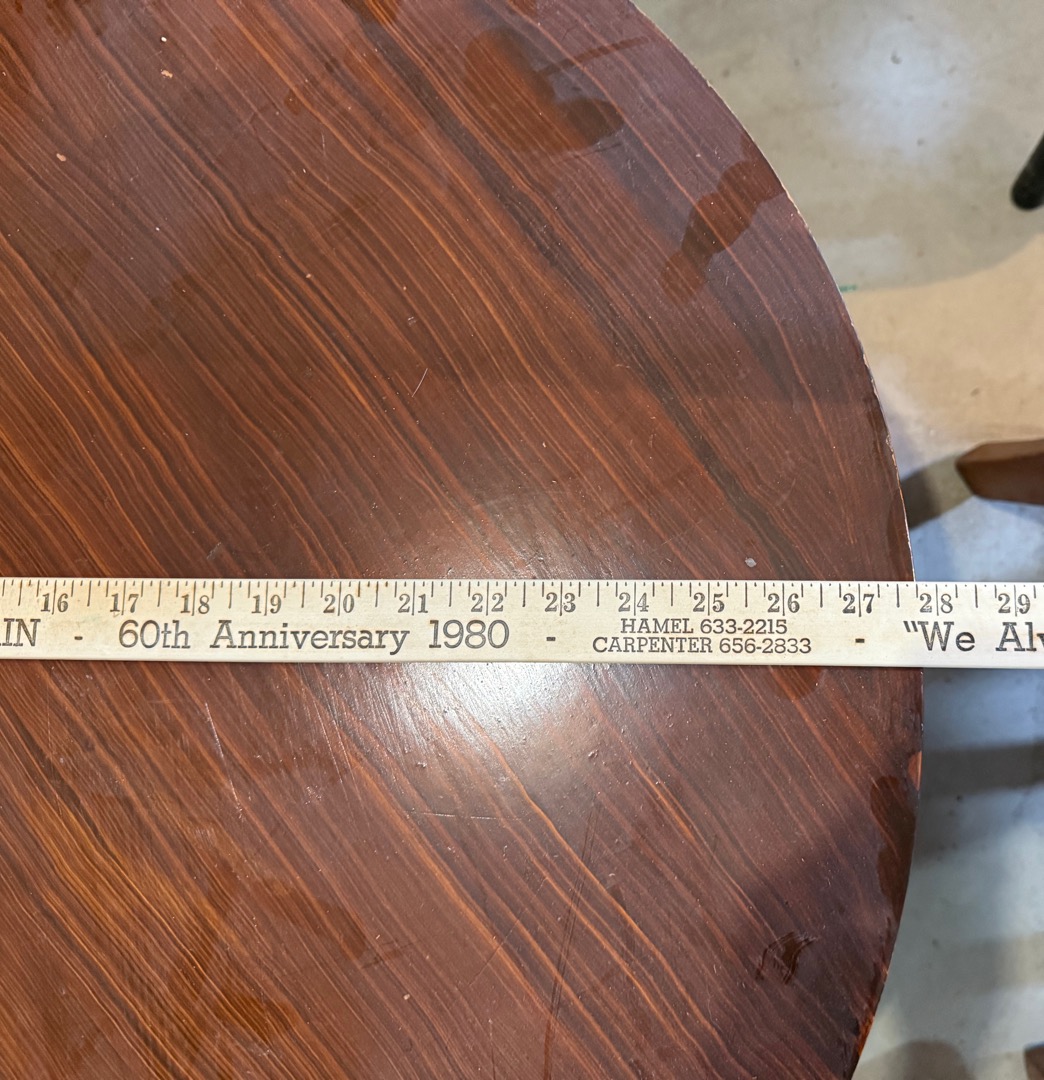 16 17 18 19 20 21 22 23 24 25 26 27 28 29
IN - 60th Anniversary 1980 - HAMEL 633-2215 - "We Alv
CARPENTER 656-2833